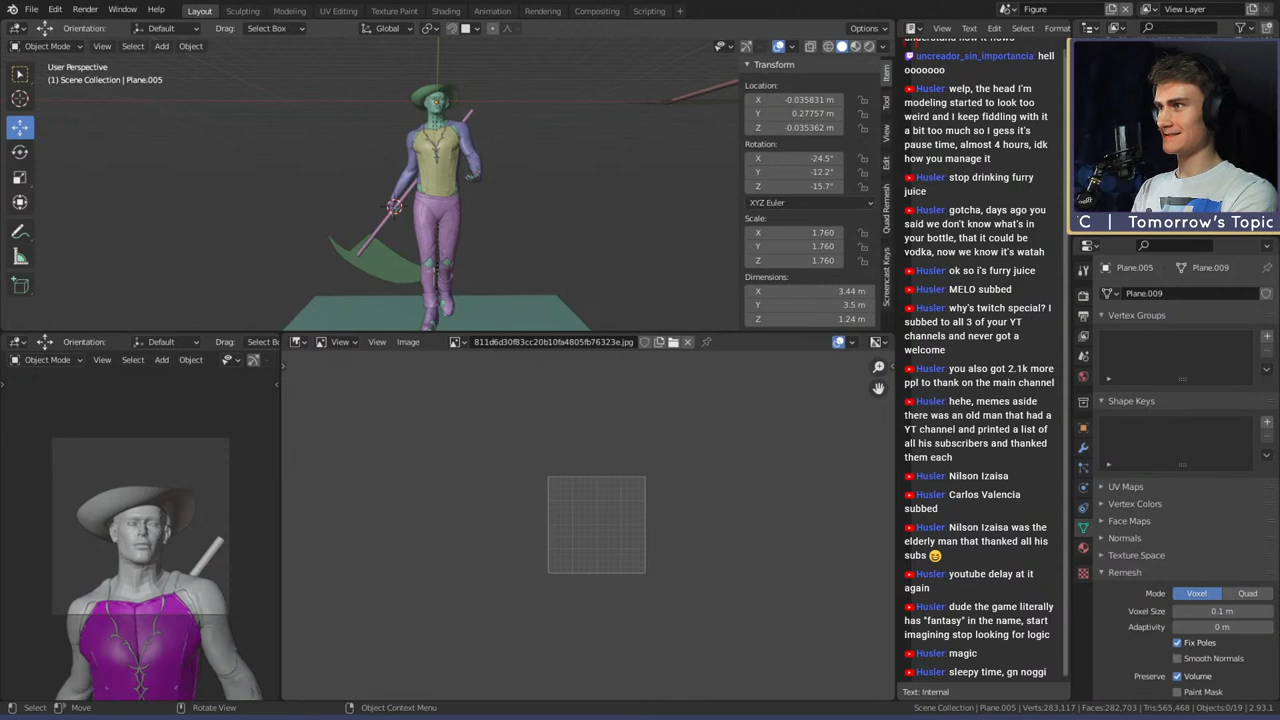 File Edit Render Window Help Layout Sculpting Modeling UV Editing Texture Paint Shading Animation Rendering Compositing Scripting + Figure View Layer
Orientation: Default Drag: Select Box Global Options View Text Edit Select Format
Object Mode View Select Add Object
User Perspective
(1) Scene Collection | Plane.005
Transform
Location:
X -0.035831 m
Y 0.27757 m
Z -0.035362 m
Rotation:
X -24.5°
Y -12.2°
Z -15.7°
XYZ Euler
Scale:
X 1.760
Y 1.760
Z 1.760
Dimensions:
X 3.44 m
Y 3.5 m
Z 1.24 m
Item
Tool
View
Edit
Quad Remesh
Screencast Keys
uncreador_sin_importancia: hell
ooooooo
Husler: welp, the head I'm
modeling started to look too
weird and I keep fiddling with it
a bit too much so I gess it's
pause time, almost 4 hours, idk
how you manage it
Husler: stop drinking furry
juice
Husler: gotcha, days ago you
said we don't know what's in
your bottle, that it could be
vodka, now we know it's watah
Husler: ok so i's furry juice
Husler: MELO subbed
Husler: why's twitch special? I
subbed to all 3 of your YT
channels and never got a
welcome
Husler: you also got 2.1k more
ppl to thank on the main channel
Husler: hehe, memes aside
there was an old man that had a
YT channel and printed a list of
all his subscribers and thanked
them each
Husler: Nilson Izaisa
Husler: Carlos Valencia
subbed
Husler: Nilson Izaisa was the
elderly man that thanked all his
subs 😆
Husler: youtube delay at it
again
Husler: dude the game literally
has "fantasy" in the name, start
imagining stop looking for logic
Husler: magic
Husler: sleepy time, gn noggi
Text: Internal
C | Tomorrow's Topic
Plane.005 Plane.009
Plane.009
Vertex Groups
Shape Keys
UV Maps
Vertex Colors
Face Maps
Normals
Texture Space
Remesh
Mode Voxel Quad
Voxel Size 0.1 m
Adaptivity 0 m
Fix Poles
Smooth Normals
Preserve Volume
Paint Mask
Orientation: Default Drag: Select Bo View View Image 811d6d30f83cc20b10fa4805fb76323e.jpg
Object Mode View Select Add Object
Select Move Rotate View Object Context Menu Scene Collection | Plane.005 | Verts:283,117 | Faces:282,703 | Tris:565,468 | Objects:0/19 | 2.93.1